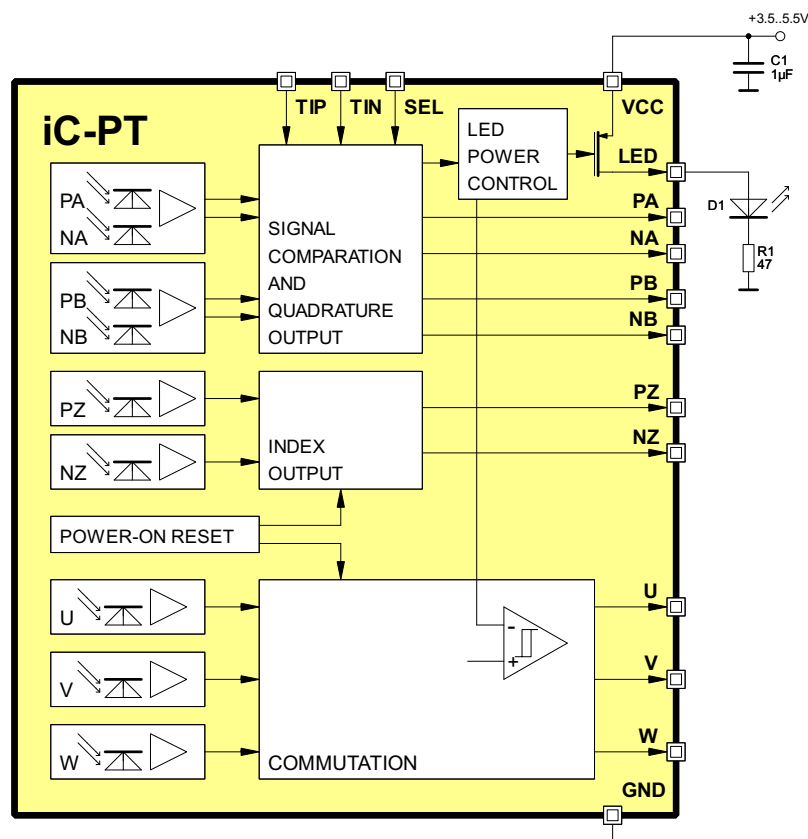 +3.5..5.5V
C1
1µF
TIP TIN SEL VCC
iC-PT
LED
POWER
CONTROL
LED
PA
NA
SIGNAL
COMPARATION
AND
QUADRATURE
OUTPUT
PA
NA
D1
R1
47
PB
NB
PB
NB
PZ
NZ
INDEX
OUTPUT
PZ
NZ
POWER-ON RESET
U
V
W
- 
+
COMMUTATION
U
V
W
GND